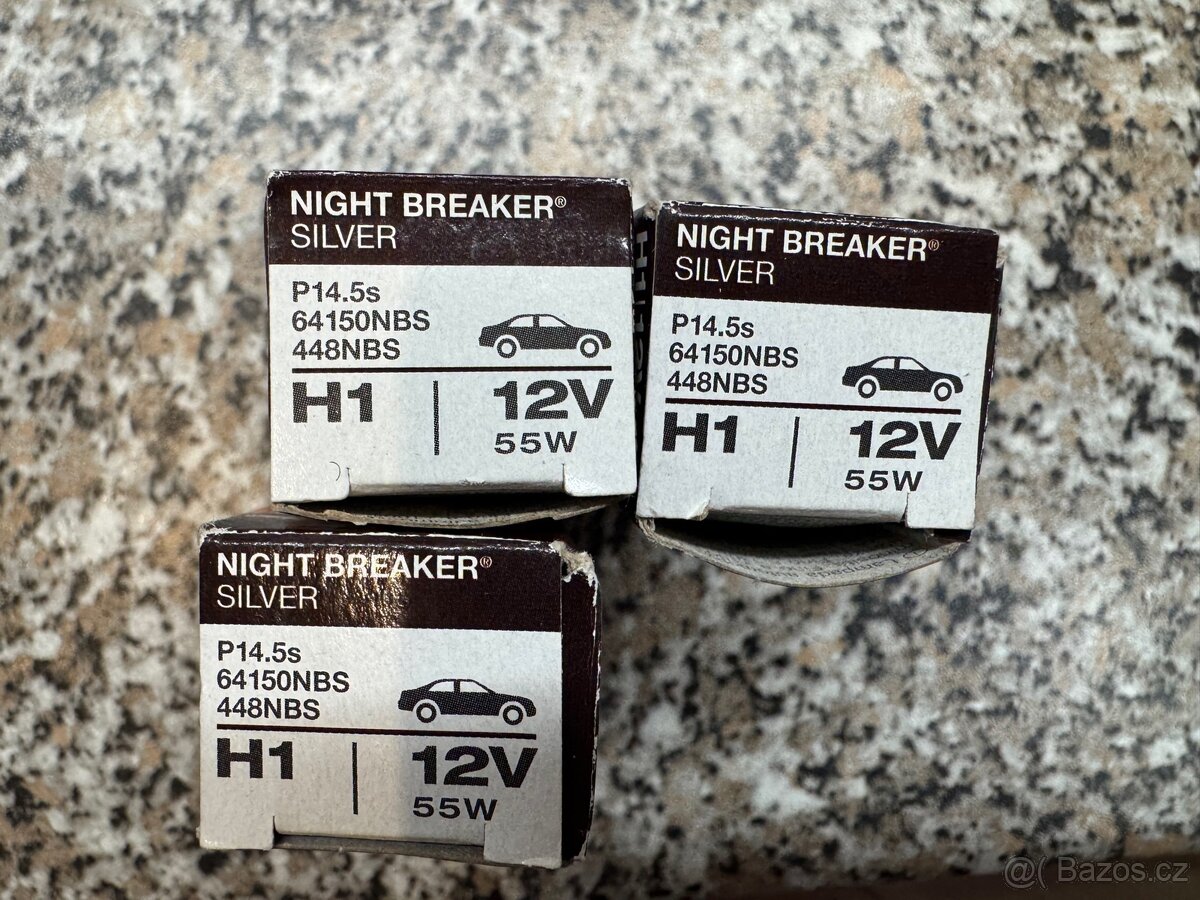 NIGHT BREAKER®
SILVER
P14.5s
64150NBS
448NBS
H1
12V
55W
NIGHT BREAKER®
SILVER
P14.5s
64150NBS
448NBS
H1
12V
55W
NIGHT BREAKER®
SILVER
P14.5s
64150NBS
448NBS
H1
12V
55W
@( Bazos.cz